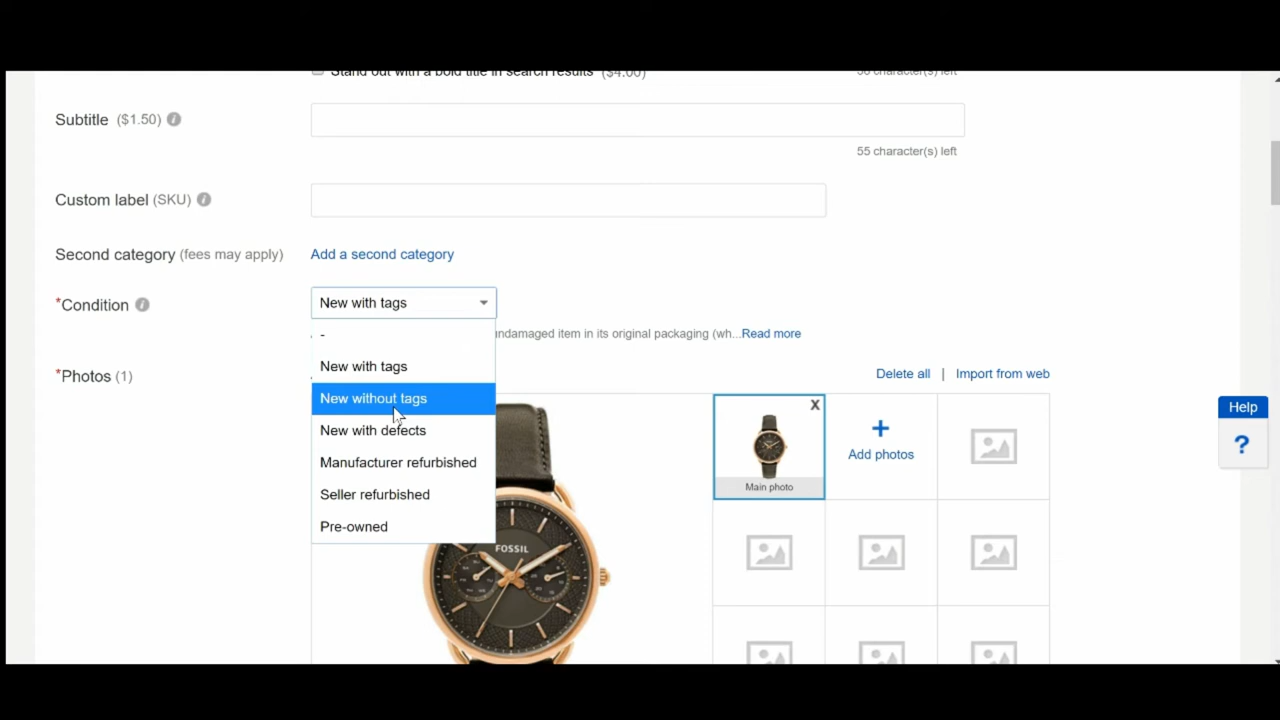 Stand out with a bold title in search results ($4.00)
character(s) left
Subtitle ($1.50)
55 character(s) left
Custom label (SKU)
Second category (fees may apply) Add a second category
*Condition New with tags
-
undamaged item in its original packaging (wh...Read more
New with tags
*Photos (1) Delete all | Import from web
New without tags
X
Help
New with defects
+
?
Add photos
Manufacturer refurbished
Main photo
Seller refurbished
Pre-owned
FOSSIL